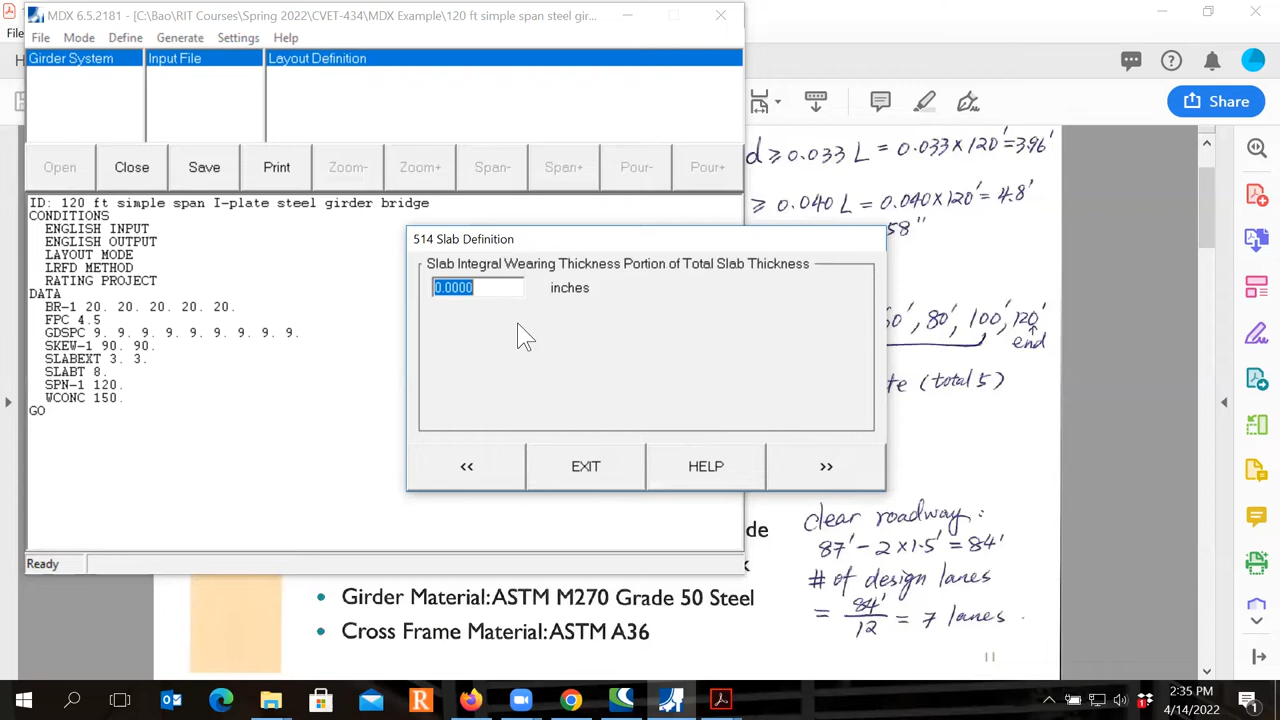 MDX 6.5.2181 - [C:\Bao\RIT Courses\Spring 2022\CVET-434\MDX Example\120 ft simple span steel gir...
File Mode Define Generate Settings Help
Girder System Input File Layout Definition
Open Close Save Print Zoom- Zoom+ Span- Span+ Pour- Pour+
Share
ID: 120 ft simple span I-plate steel girder bridge
CONDITIONS
ENGLISH INPUT
ENGLISH OUTPUT
LAYOUT MODE
LRFD METHOD
RATING PROJECT
DATA
BR-1 20. 20. 20. 20. 20.
FPC 4.5
GDSPC 9. 9. 9. 9. 9. 9. 9. 9. 9.
SKEW-1 90. 90.
SLABEXT 3. 3.
SLABT 8.
SPN-1 120.
WCONC 150.
GO
Ready
514 Slab Definition
Slab Integral Wearing Thickness Portion of Total Slab Thickness
0.0000 inches
<< EXIT HELP >>
d ≥ 0.033 L = 0.033×120' = 3.96'
≥ 0.040 L = 0.040×120' = 4.8'
58"
0', 80', 100', 120'
↑
end
te (total 5)
clear roadway:
87' - 2×1.5' = 84'
# of design lanes
= 84' / 12 = 7 lanes.
de
• Girder Material: ASTM M270 Grade 50 Steel
• Cross Frame Material: ASTM A36
11
2:35 PM
4/14/2022